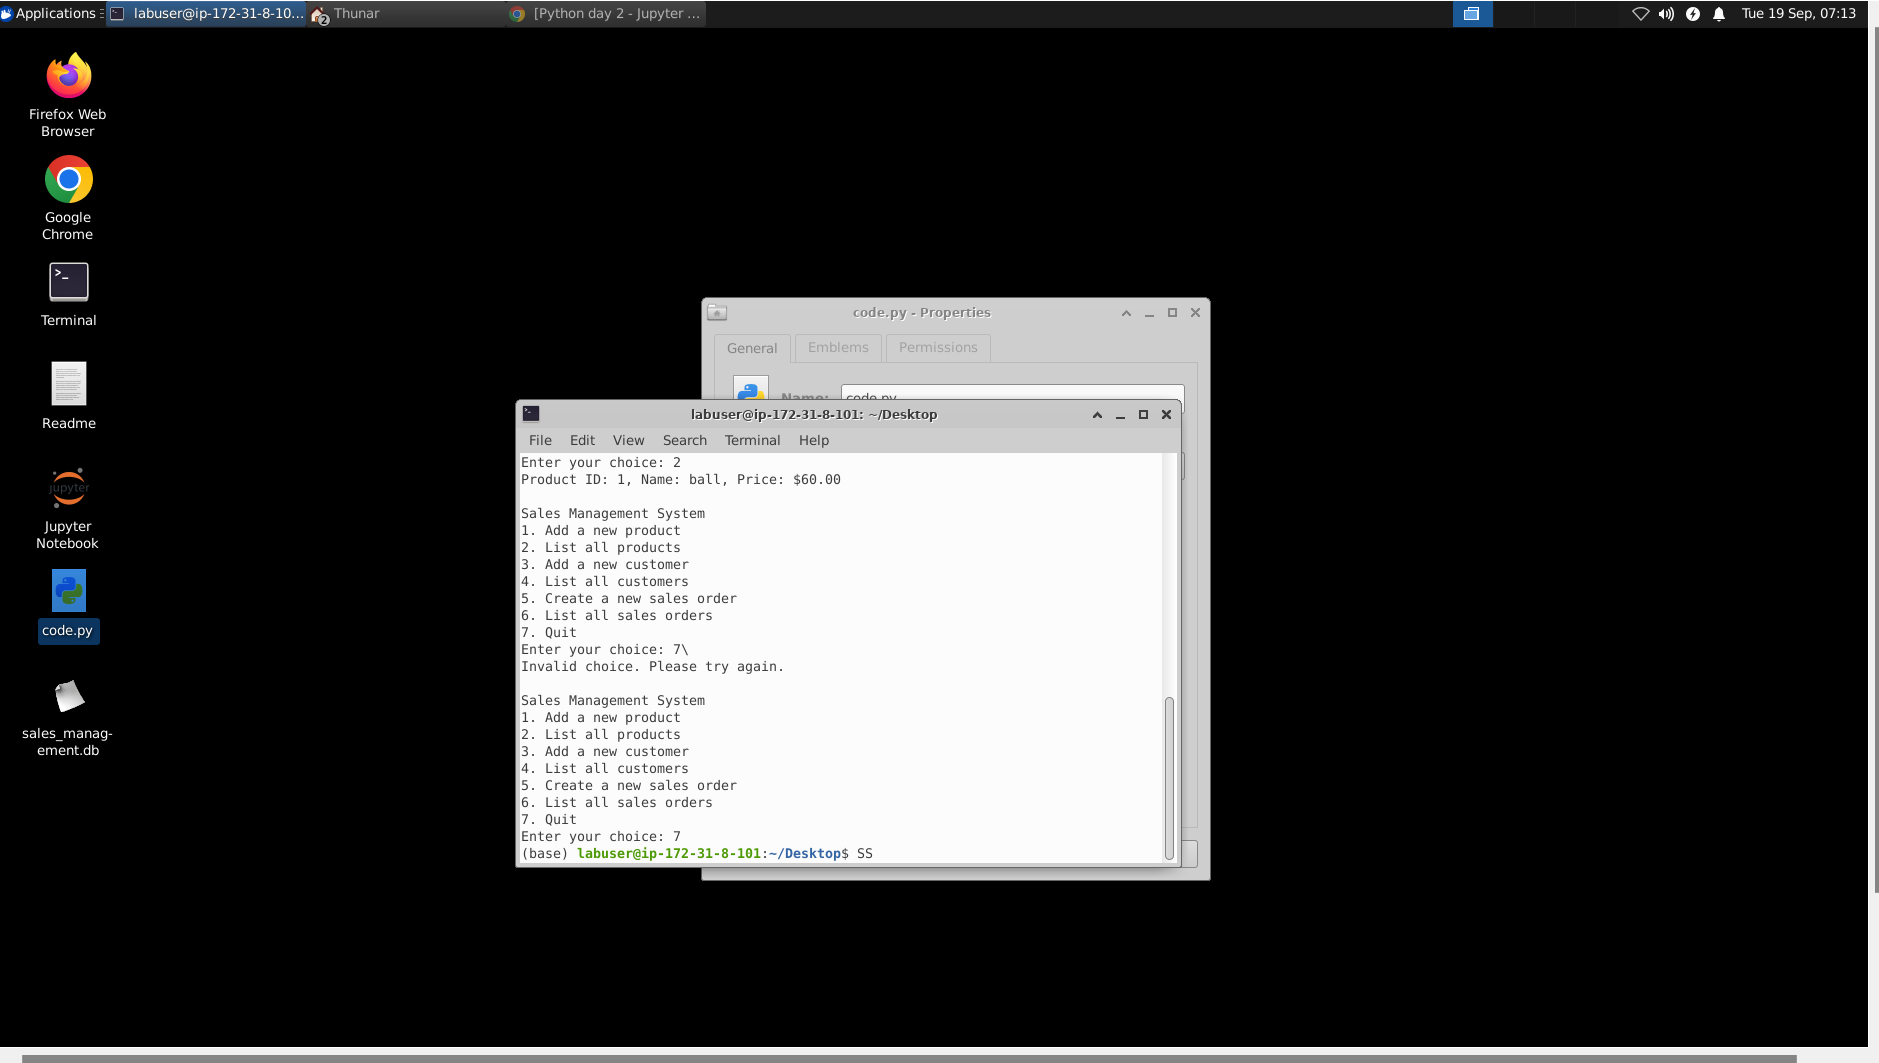 Applications
labuser@ip-172-31-8-10...
2
Thunar
[Python day 2 - Jupyter ...
Tue 19 Sep, 07:13
Firefox Web
Browser
Google
Chrome
>_
Terminal
Readme
jupyter
Jupyter
Notebook
code.py
sales_manag-
ement.db
code.py - Properties
General
Emblems
Permissions
Name:
code.py
labuser@ip-172-31-8-101: ~/Desktop
File Edit View Search Terminal Help
Enter your choice: 2
Product ID: 1, Name: ball, Price: $60.00
Sales Management System
1. Add a new product
2. List all products
3. Add a new customer
4. List all customers
5. Create a new sales order
6. List all sales orders
7. Quit
Enter your choice: 7\
Invalid choice. Please try again.
Sales Management System
1. Add a new product
2. List all products
3. Add a new customer
4. List all customers
5. Create a new sales order
6. List all sales orders
7. Quit
Enter your choice: 7
(base) labuser@ip-172-31-8-101:~/Desktop$ SS